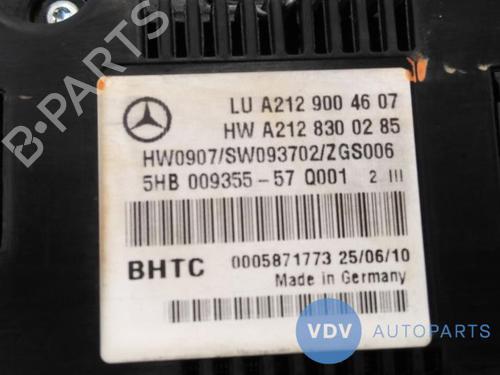 LU A212 900 46 07
HW A212 830 02 85
HW0907/SW093702/ZGS006
5HB 009355-57 Q001 2 III
BHTC 0005871773 25/06/10
Made in Germany
VDV AUTOPARTS